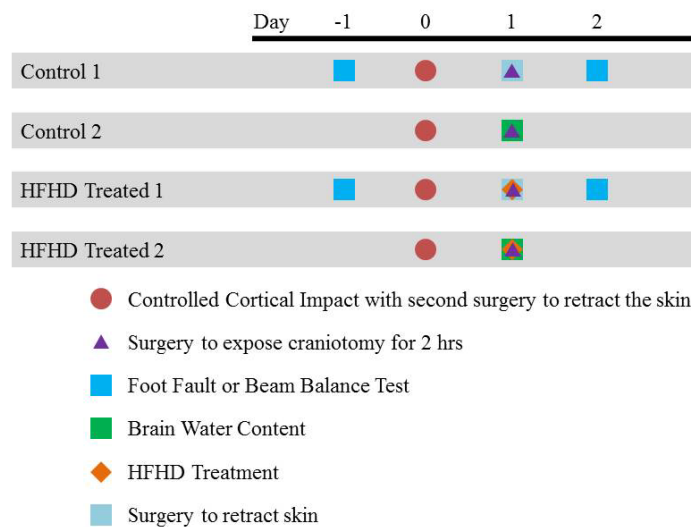 Day -1 0 1 2
Control 1
Control 2
HFHD Treated 1
HFHD Treated 2
Controlled Cortical Impact with second surgery to retract the skin
Surgery to expose craniotomy for 2 hrs
Foot Fault or Beam Balance Test
Brain Water Content
HFHD Treatment
Surgery to retract skin